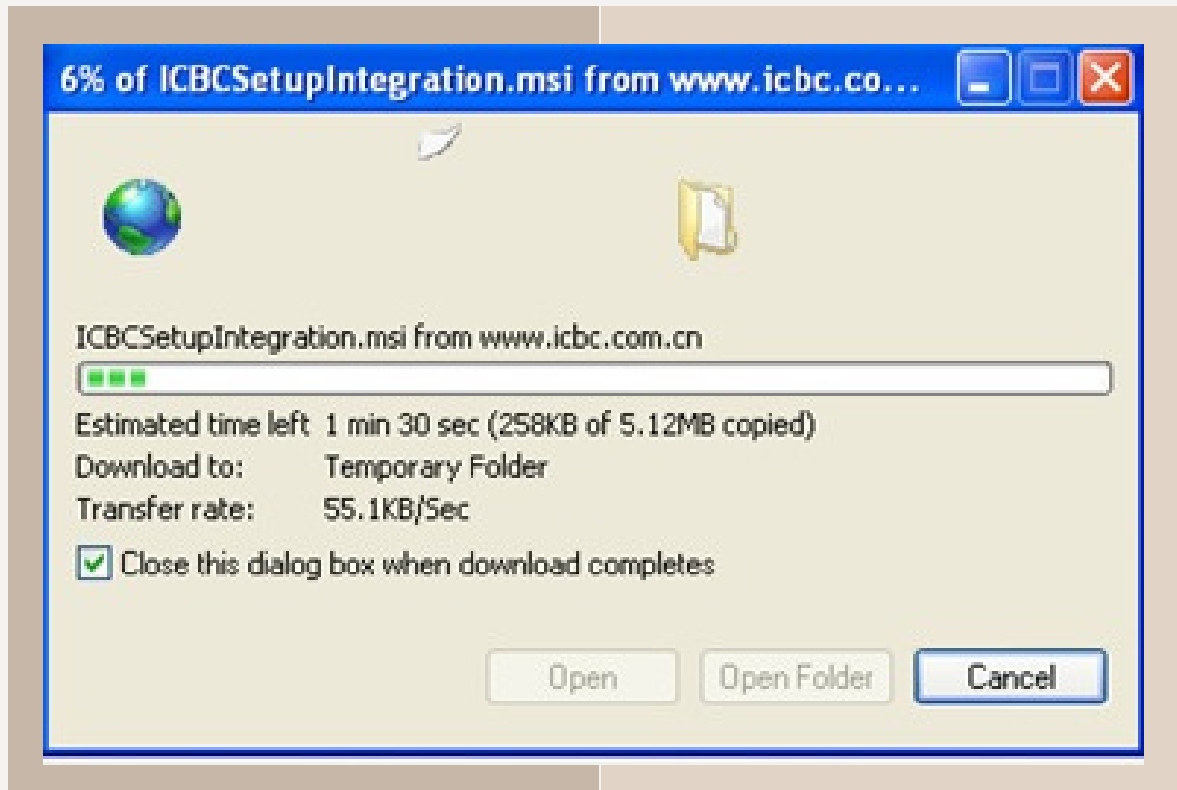 6% of ICBCSetupIntegration.msi from www.icbc.co...
ICBCSetupIntegration.msi from www.icbc.com.cn
Estimated time left 1 min 30 sec (258KB of 5.12MB copied)
Download to: Temporary Folder
Transfer rate: 55.1KB/Sec
Close this dialog box when download completes
Open Open Folder Cancel